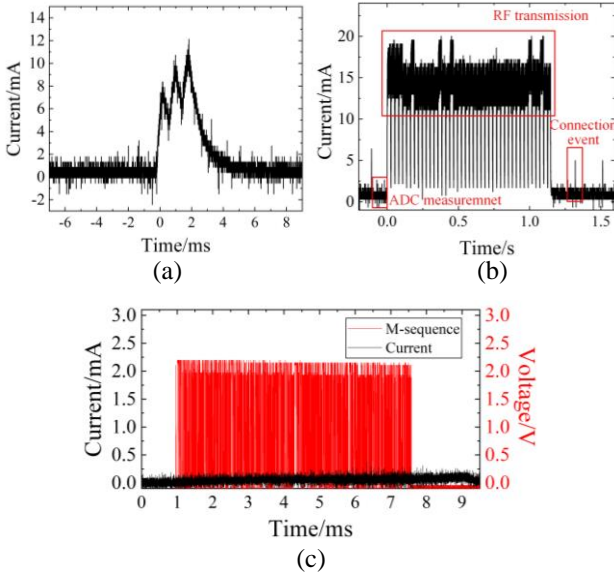 14
12
10
8
6
4
2
0
-2
Current/mA
-6 -4 -2 0 2 4 6 8
Time/ms
(a)
RF transmission
25
20
15
10
5
0
Current/mA
Connection
event
ADC measuremnet
0.0 0.5 1.0 1.5
Time/s
(b)
3.0
2.5
2.0
1.5
1.0
0.5
0.0
Current/mA
M-sequence
Current
3.0
2.5
2.0
1.5
1.0
0.5
0.0
Voltage/V
0 1 2 3 4 5 6 7 8 9
Time/ms
(c)